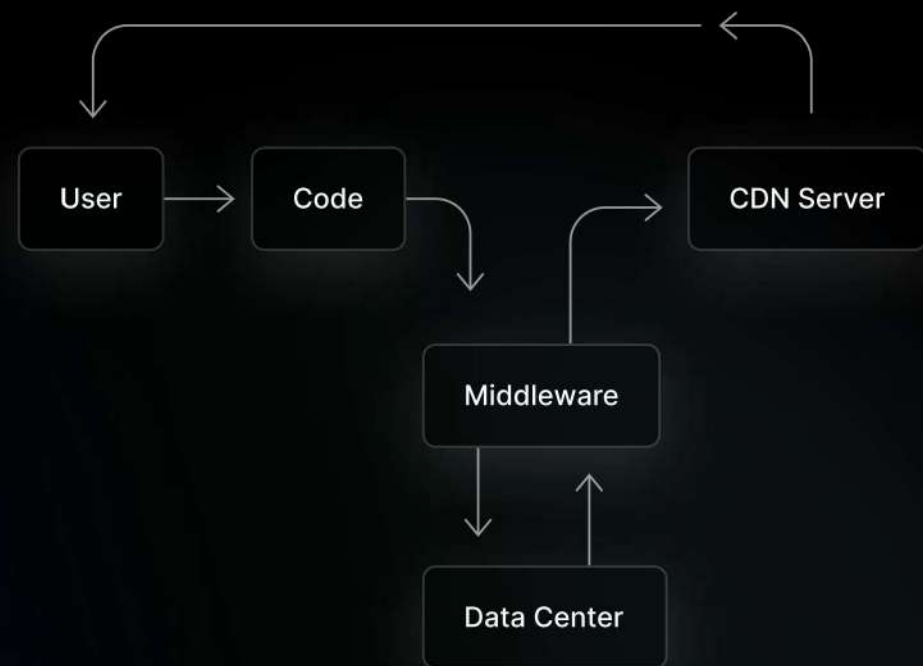 User
Code
CDN Server
Middleware
Data Center